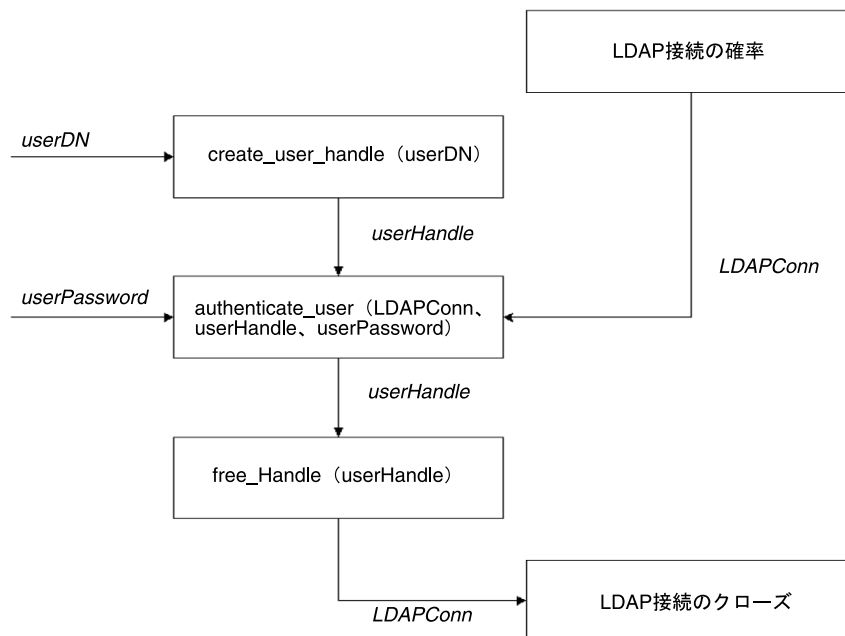 LDAP接続の確率
userDN
create_user_handle（userDN）
userHandle
LDAPConn
userPassword
authenticate_user（LDAPConn、
userHandle、userPassword）
userHandle
free_Handle（userHandle）
LDAPConn
LDAP接続のクローズ